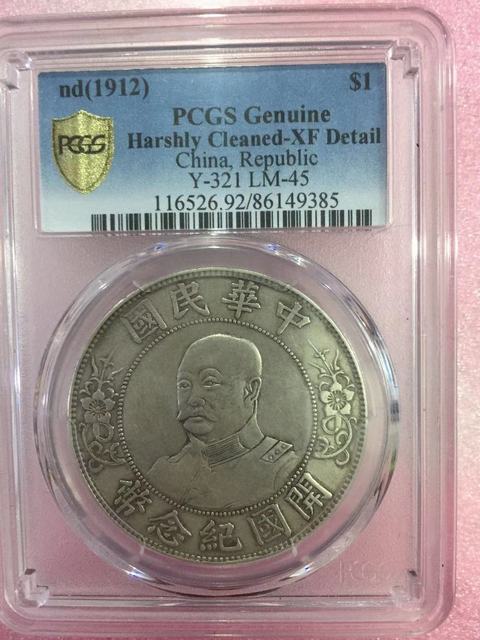 nd(1912) $1
PCGS Genuine
Harshly Cleaned-XF Detail
China, Republic
Y-321 LM-45
116526.92/86149385
PCGS
中華民國
開國紀念幣
PCGS